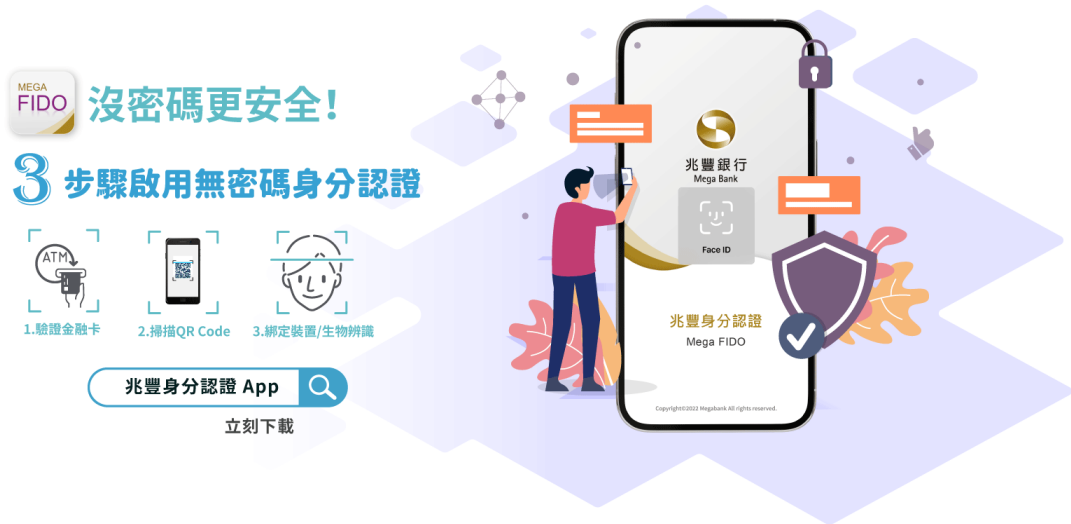 MEGA
FIDO
沒密碼更安全!
3步驟啟用無密碼身分認證
ATM
1.驗證金融卡
2.掃描QR Code
3.綁定裝置/生物辨識
兆豐身分認證 App
立刻下載
兆豐銀行
Mega Bank
Face ID
兆豐身分認證
Mega FIDO
Copyright©2022 Megabank All rights reserved.